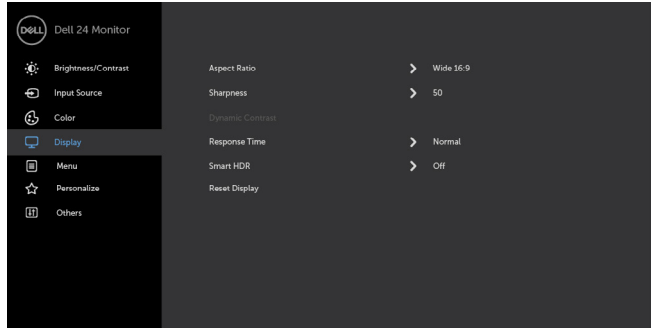 DELL Dell 24 Monitor
Brightness/Contrast
Input Source
Color
Display
Menu
Personalize
Others
Aspect Ratio Wide 16:9
Sharpness 50
Dynamic Contrast
Response Time Normal
Smart HDR Off
Reset Display